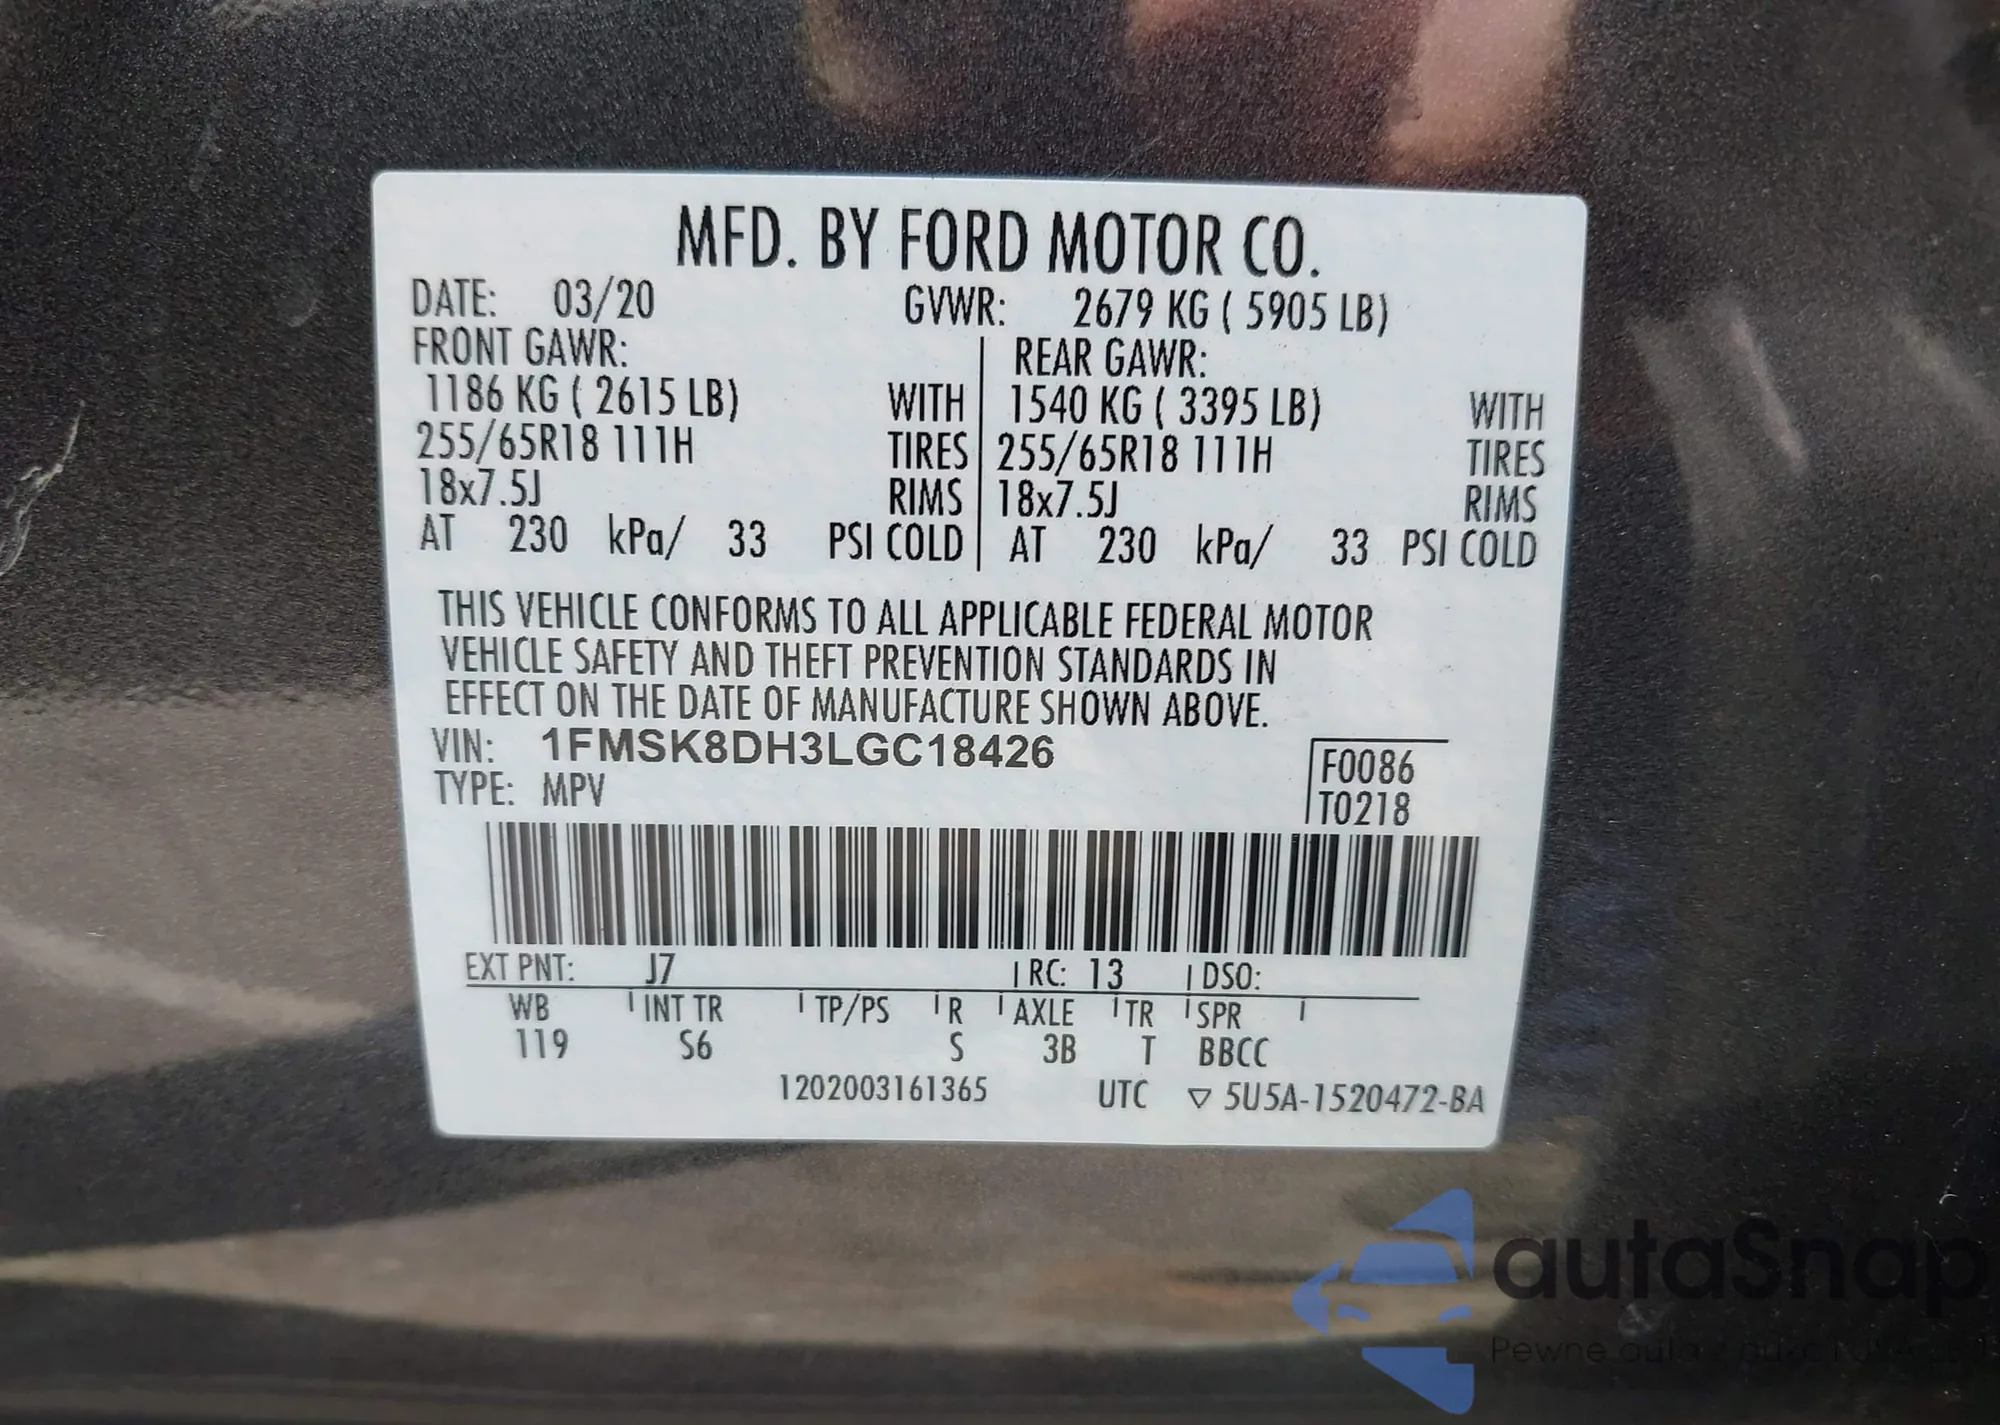 MFD. BY FORD MOTOR CO.
DATE: 03/20 GVWR: 2679 KG ( 5905 LB)
FRONT GAWR: REAR GAWR:
1186 KG ( 2615 LB) WITH 1540 KG ( 3395 LB) WITH
255/65R18 111H TIRES 255/65R18 111H TIRES
18x7.5J RIMS 18x7.5J RIMS
AT 230 kPa/ 33 PSI COLD AT 230 kPa/ 33 PSI COLD
THIS VEHICLE CONFORMS TO ALL APPLICABLE FEDERAL MOTOR
VEHICLE SAFETY AND THEFT PREVENTION STANDARDS IN
EFFECT ON THE DATE OF MANUFACTURE SHOWN ABOVE.
VIN: 1FMSK8DH3LGC18426
TYPE: MPV
F0086
T0218
EXT PNT: J7 RC: 13 DSO:
WB INT TR TP/PS R AXLE TR SPR
119 S6 S 3B T BBCC
1202003161365 UTC ▽ 5U5A-1520472-BA
autaSnap
Pewne auta z